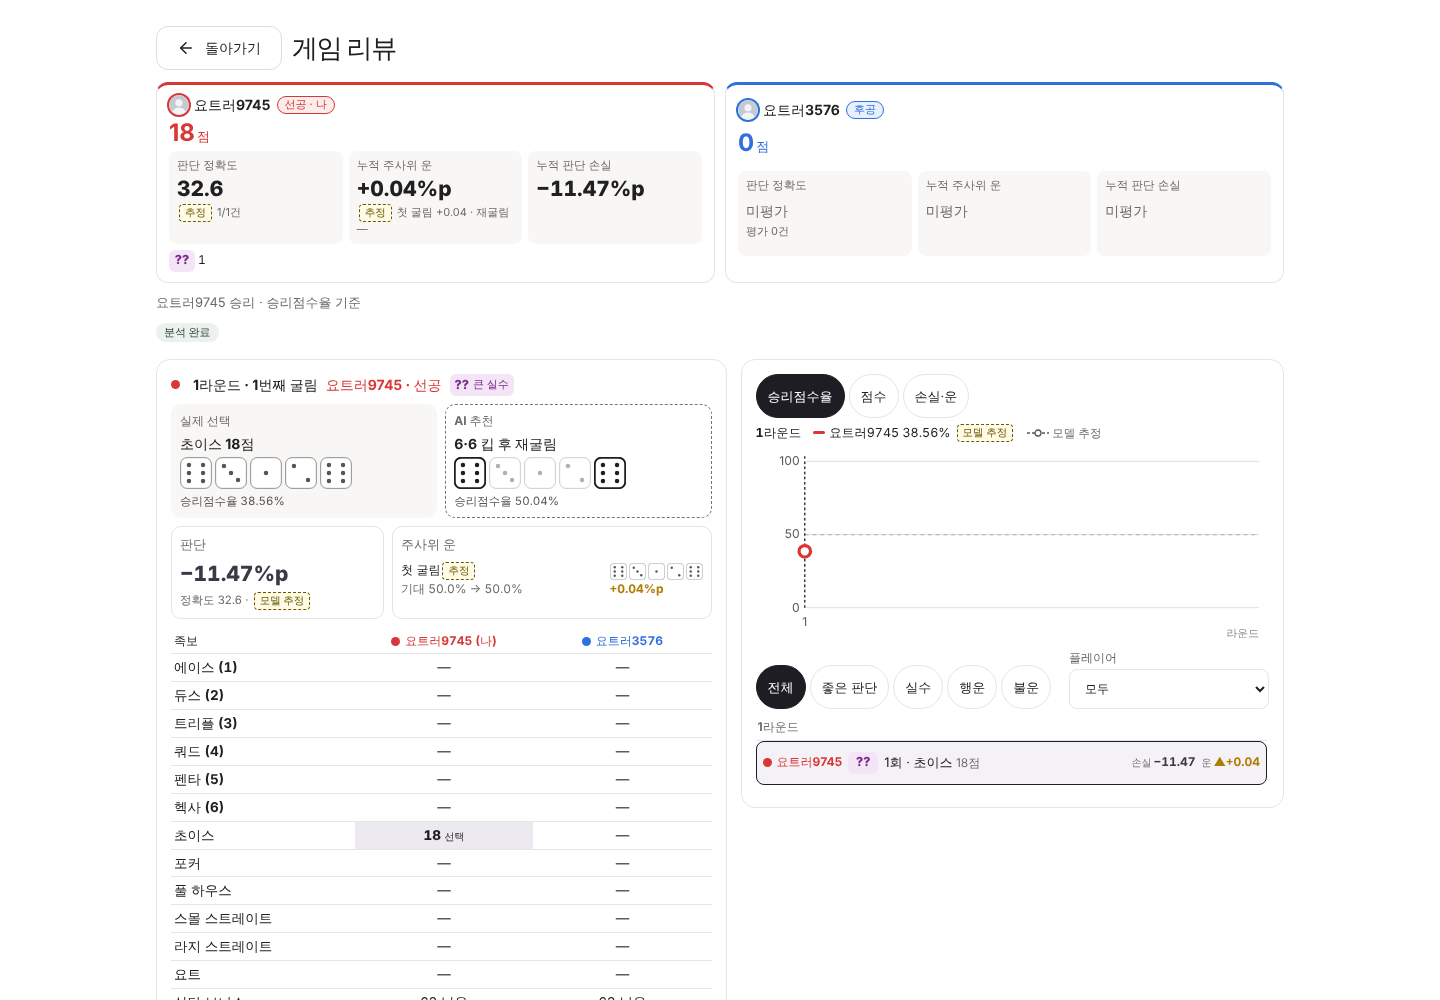 돌아가기
게임 리뷰
요트러9745 선공 · 나
18점
판단 정확도
32.6
추정 1/1건
누적 주사위 운
+0.04%p
추정 첫 굴림 +0.04 · 재굴림
—
누적 판단 손실
−11.47%p
?? 1
요트러3576 후공
0점
판단 정확도
미평가
평가 0건
누적 주사위 운
미평가
누적 판단 손실
미평가
요트러9745 승리 · 승리점수율 기준
분석 완료
1라운드 · 1번째 굴림 요트러9745 · 선공 ?? 큰 실수
실제 선택
초이스 18점
승리점수율 38.56%
AI 추천
6·6 킵 후 재굴림
승리점수율 50.04%
판단
−11.47%p
정확도 32.6 · 모델 추정
주사위 운
첫 굴림 추정
기대 50.0% → 50.0%
+0.04%p
족보 요트러9745 (나) 요트러3576
에이스 (1) — —
듀스 (2) — —
트리플 (3) — —
쿼드 (4) — —
펜타 (5) — —
헥사 (6) — —
초이스 18 선택 —
포커 — —
풀 하우스 — —
스몰 스트레이트 — —
라지 스트레이트 — —
요트 — —
승리점수율 점수 손실·운
1라운드 요트러9745 38.56% 모델 추정 모델 추정
100
50
0
1
라운드
전체 좋은 판단 실수 행운 불운
플레이어
모두
1라운드
요트러9745 ?? 1회 · 초이스 18점 손실 −11.47 운 ▲+0.04